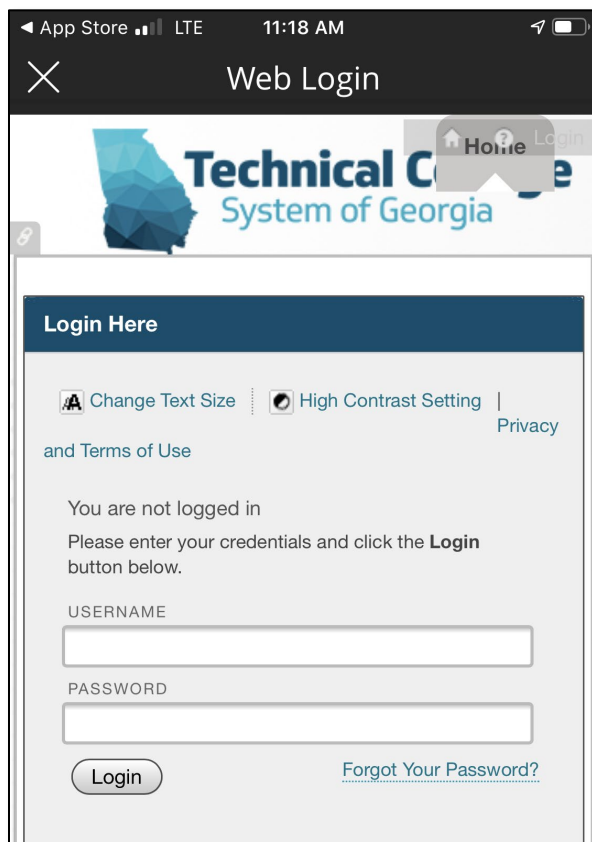 App Store LTE 11:18 AM
Web Login
Home
Login
Technical
System of Georgia
Login Here
Change Text Size High Contrast Setting |
Privacy
and Terms of Use
You are not logged in
Please enter your credentials and click the Login
button below.
USERNAME
PASSWORD
Login Forgot Your Password?